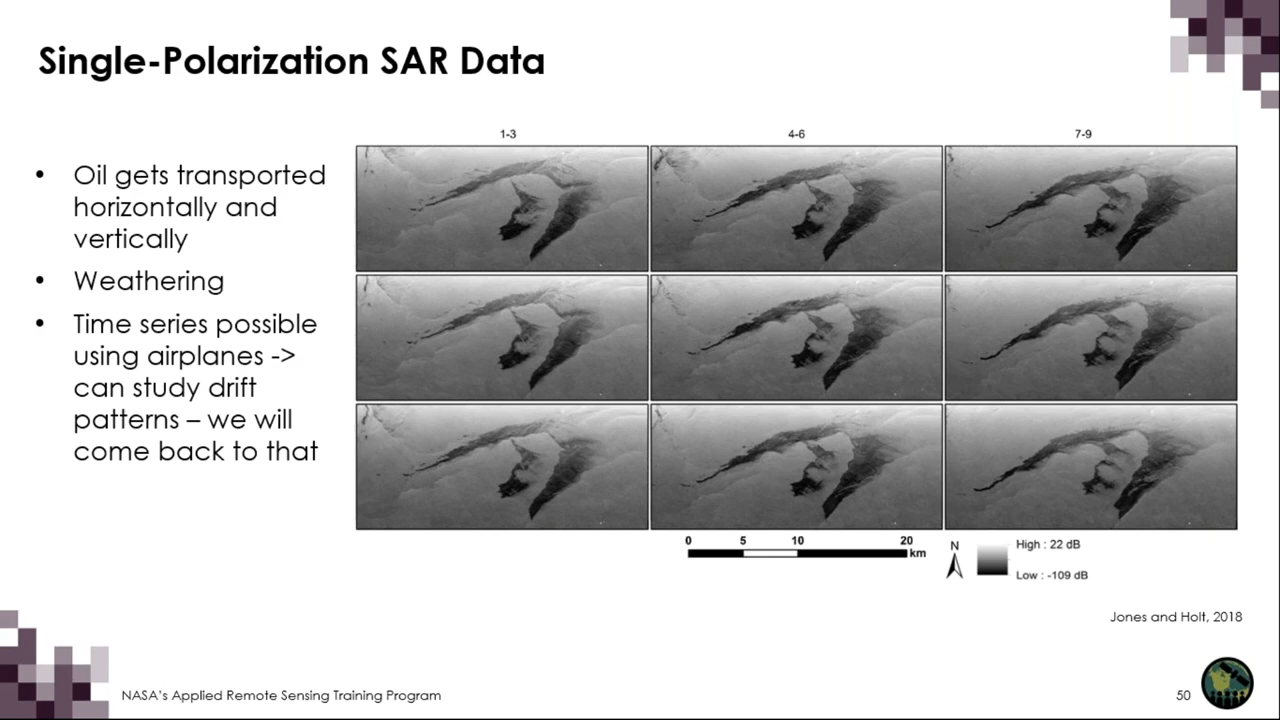 Single-Polarization SAR Data
• Oil gets transported
horizontally and
vertically
• Weathering
• Time series possible
using airplanes ->
can study drift
patterns – we will
come back to that
1-3
4-6
7-9
0 5 10 20
km
N
High : 22 dB
Low : -109 dB
Jones and Holt, 2018
NASA's Applied Remote Sensing Training Program
50